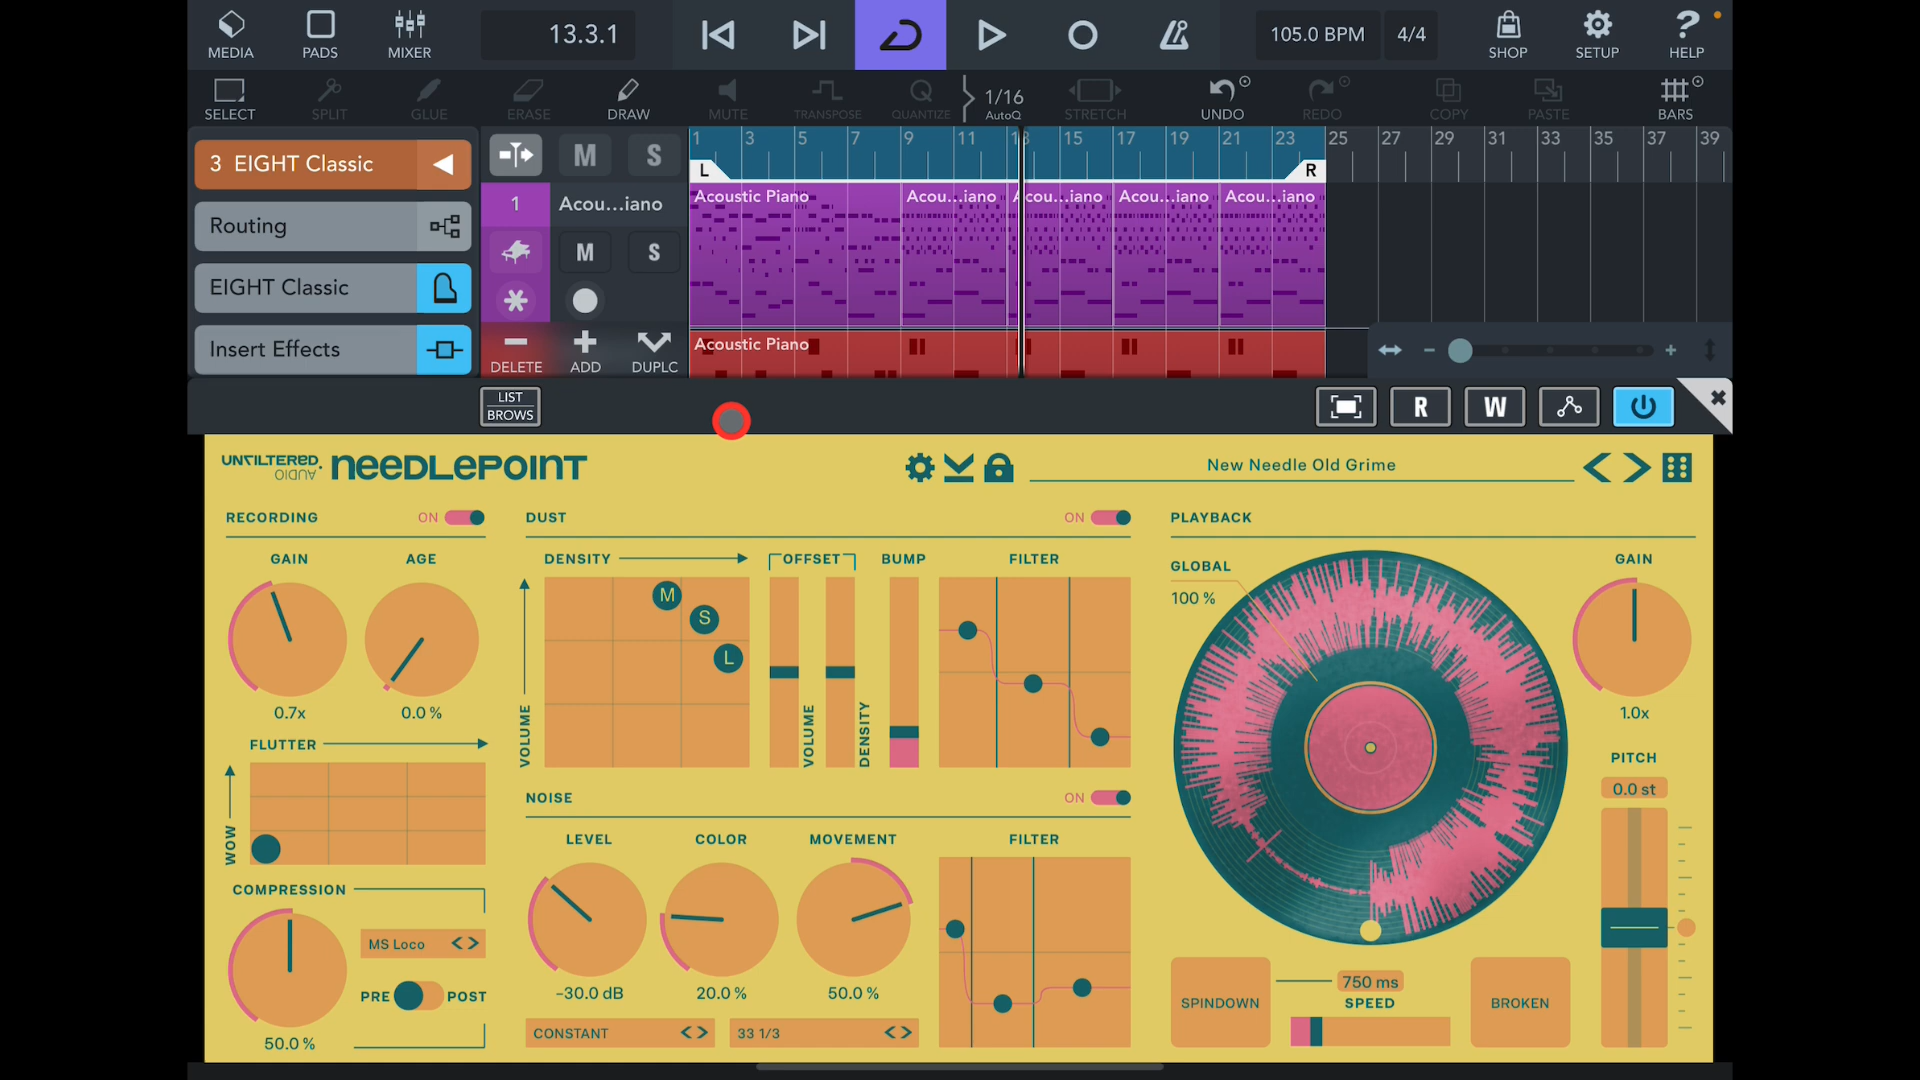 MEDIA PADS MIXER 13.3.1 105.0 BPM 4/4 SHOP SETUP ? HELP
SELECT SPLIT GLUE ERASE DRAW MUTE TRANSPOSE QUANTIZE 1/16 AutoQ STRETCH UNDO REDO COPY PASTE BARS
1 3 5 7 9 11 13 15 17 19 21 23 25 27 29 31 33 35 37 39
L R
3 EIGHT Classic
M S
Routing
1 Acou...iano
M S
EIGHT Classic
Insert Effects
DELETE ADD DUPLC
Acoustic Piano Acou...iano Acou...iano Acou...iano Acou...iano
Acoustic Piano
LIST
BROWS
R W
UNFILTERED AUDIO NEEDLEPOINT
New Needle Old Grime
RECORDING ON
GAIN AGE
0.7x 0.0 %
FLUTTER
WOW
COMPRESSION
MS Loco
PRE POST
50.0 %
DUST ON
DENSITY OFFSET BUMP FILTER
M
S
L
VOLUME VOLUME DENSITY
NOISE ON
LEVEL COLOR MOVEMENT FILTER
-30.0 dB 20.0 % 50.0 %
CONSTANT 33 1/3
PLAYBACK
GLOBAL
100 %
GAIN
1.0x
PITCH
0.0 st
SPINDOWN
750 ms
SPEED
BROKEN